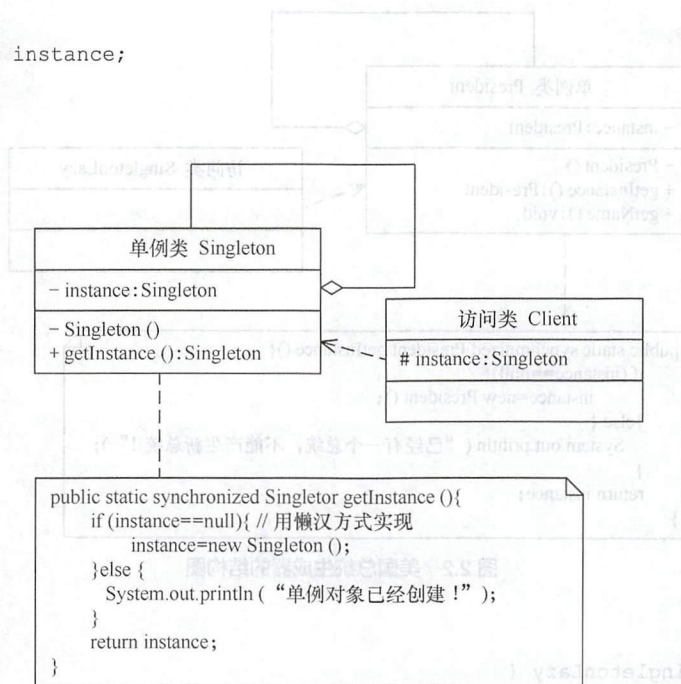 instance;
单例类 Singleton
- instance:Singleton
- Singleton ()
+ getInstance ():Singleton
访问类 Client
# instance:Singleton
public static synchronized Singletor getInstance (){
if (instance==null){ // 用懒汉方式实现
instance=new Singleton ();
}else {
System.out.println (“单例对象已经创建！”);
}
return instance;
}